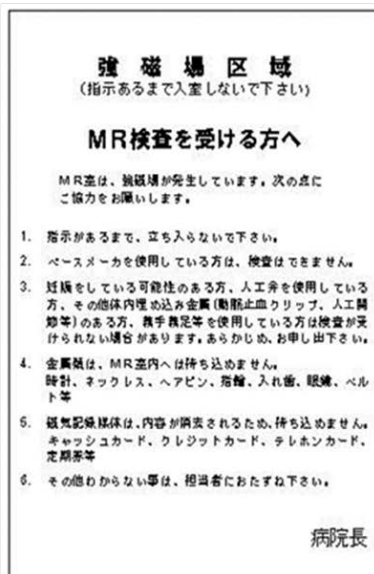 強磁場区域
(指示あるまで入室しないで下さい)
MR検査を受ける方へ
MR室は、強磁場が発生しています。次の点に
ご協力をお願いします。
1. 指示があるまで、立ち入らないで下さい。
2. ペースメーカを使用している方は、検査はできません。
3. 妊娠をしている可能性のある方、人工弁を使用している
方、その他体内埋め込み金属(動脈止血クリップ、人工関
節等)のある方、義手義足等を使用している方は検査が受
けられない場合があります。あらかじめ、お申し出下さい。
4. 金属類は、MR室内へは持ち込めません。
時計、ネックレス、ヘアピン、指輪、入れ歯、眼鏡、ベル
ト等
5. 磁気記録媒体は、内容が消去されるため、持ち込めません。
キャッシュカード、クレジットカード、テレホンカード、
定期券等
6. その他わからない事は、担当者におたずね下さい。
病院長